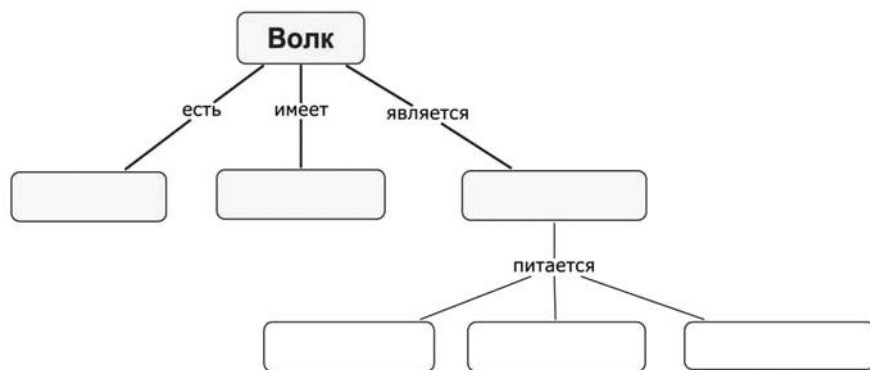 Волк
есть
имеет
является
питается